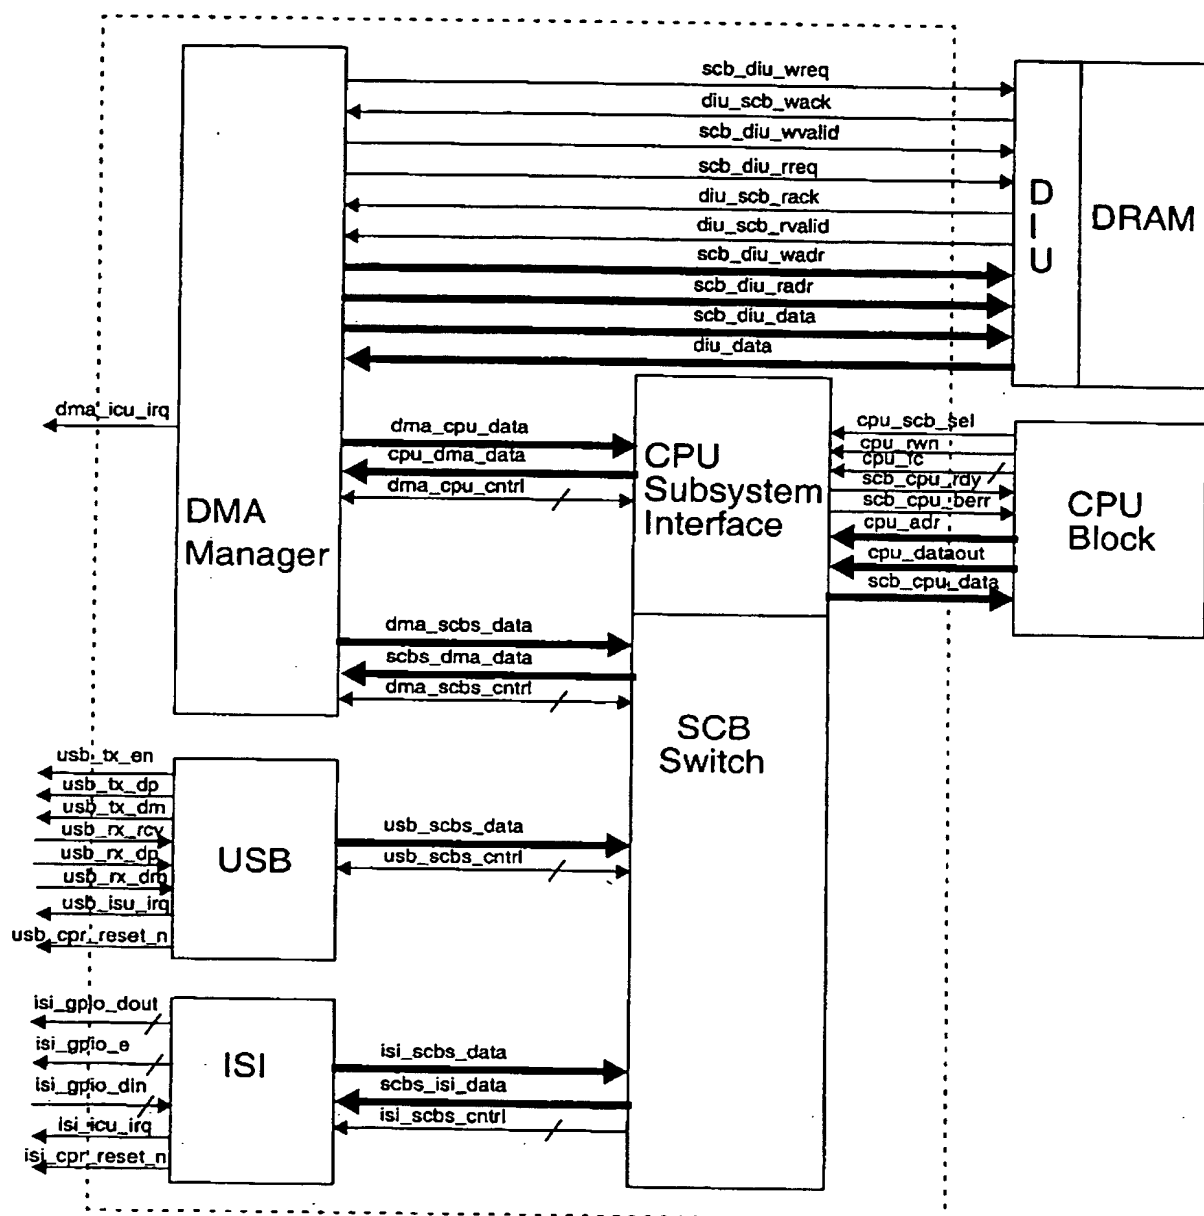 scb_diu_wreq
diu_scb_wack
scb_diu_wvalid
scb_diu_rreq
diu_scb_rack
diu_scb_rvalid
scb_diu_wadr
scb_diu_radr
scb_diu_data
diu_data
DIU
DRAM
dma_icu_irq
DMA
Manager
dma_cpu_data
cpu_dma_data
dma_cpu_cntrl
CPU
Subsystem
Interface
cpu_scb_sel
cpu_rwn
cpu_fc
scb_cpu_rdy
scb_cpu_berr
cpu_adr
cpu_dataout
scb_cpu_data
CPU
Block
dma_scbs_data
scbs_dma_data
dma_scbs_cntrl
SCB
Switch
usb_tx_en
usb_tx_dp
usb_tx_dm
usb_rx_rcv
usb_rx_dp
usb_rx_dm
usb_isu_irq
usb_cpr_reset_n
USB
usb_scbs_data
usb_scbs_cntrl
isi_gpio_dout
isi_gpio_e
isi_gpio_din
isi_icu_irq
isi_cpr_reset_n
ISI
isi_scbs_data
scbs_isi_data
isi_scbs_cntrl